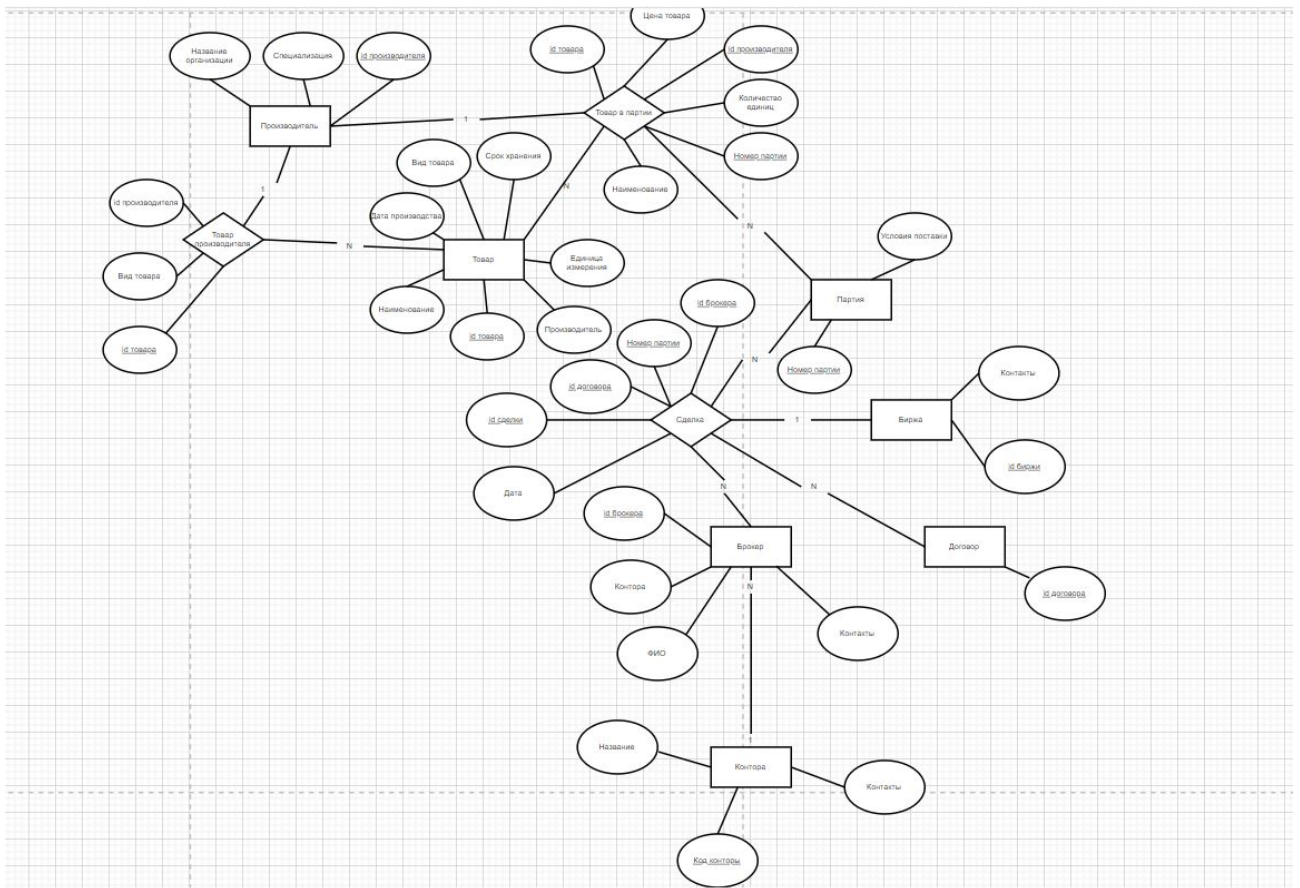 Цена товара
Название
организации
Специализация
id производителя
id товара
id производителя
Количество
единиц
Производитель
1
Товар в партии
Вид товара
Срок хранения
Номер партии
N
Наименование
1
id производителя
Дата производства
Товар
производителя
N
N
Условия поставки
Вид товара
Товар
Единица
измерения
Партия
Наименование
id брокера
id товара
Производитель
Номер партии
id товара
N
Номер партии
Контакты
id договора
id сделки
Сделка
1
Биржа
id биржи
Дата
N
N
id брокера
Брокер
Договор
Контора
N
id договора
Контакты
ФИО
1
Название
Контора
Контакты
Код конторы